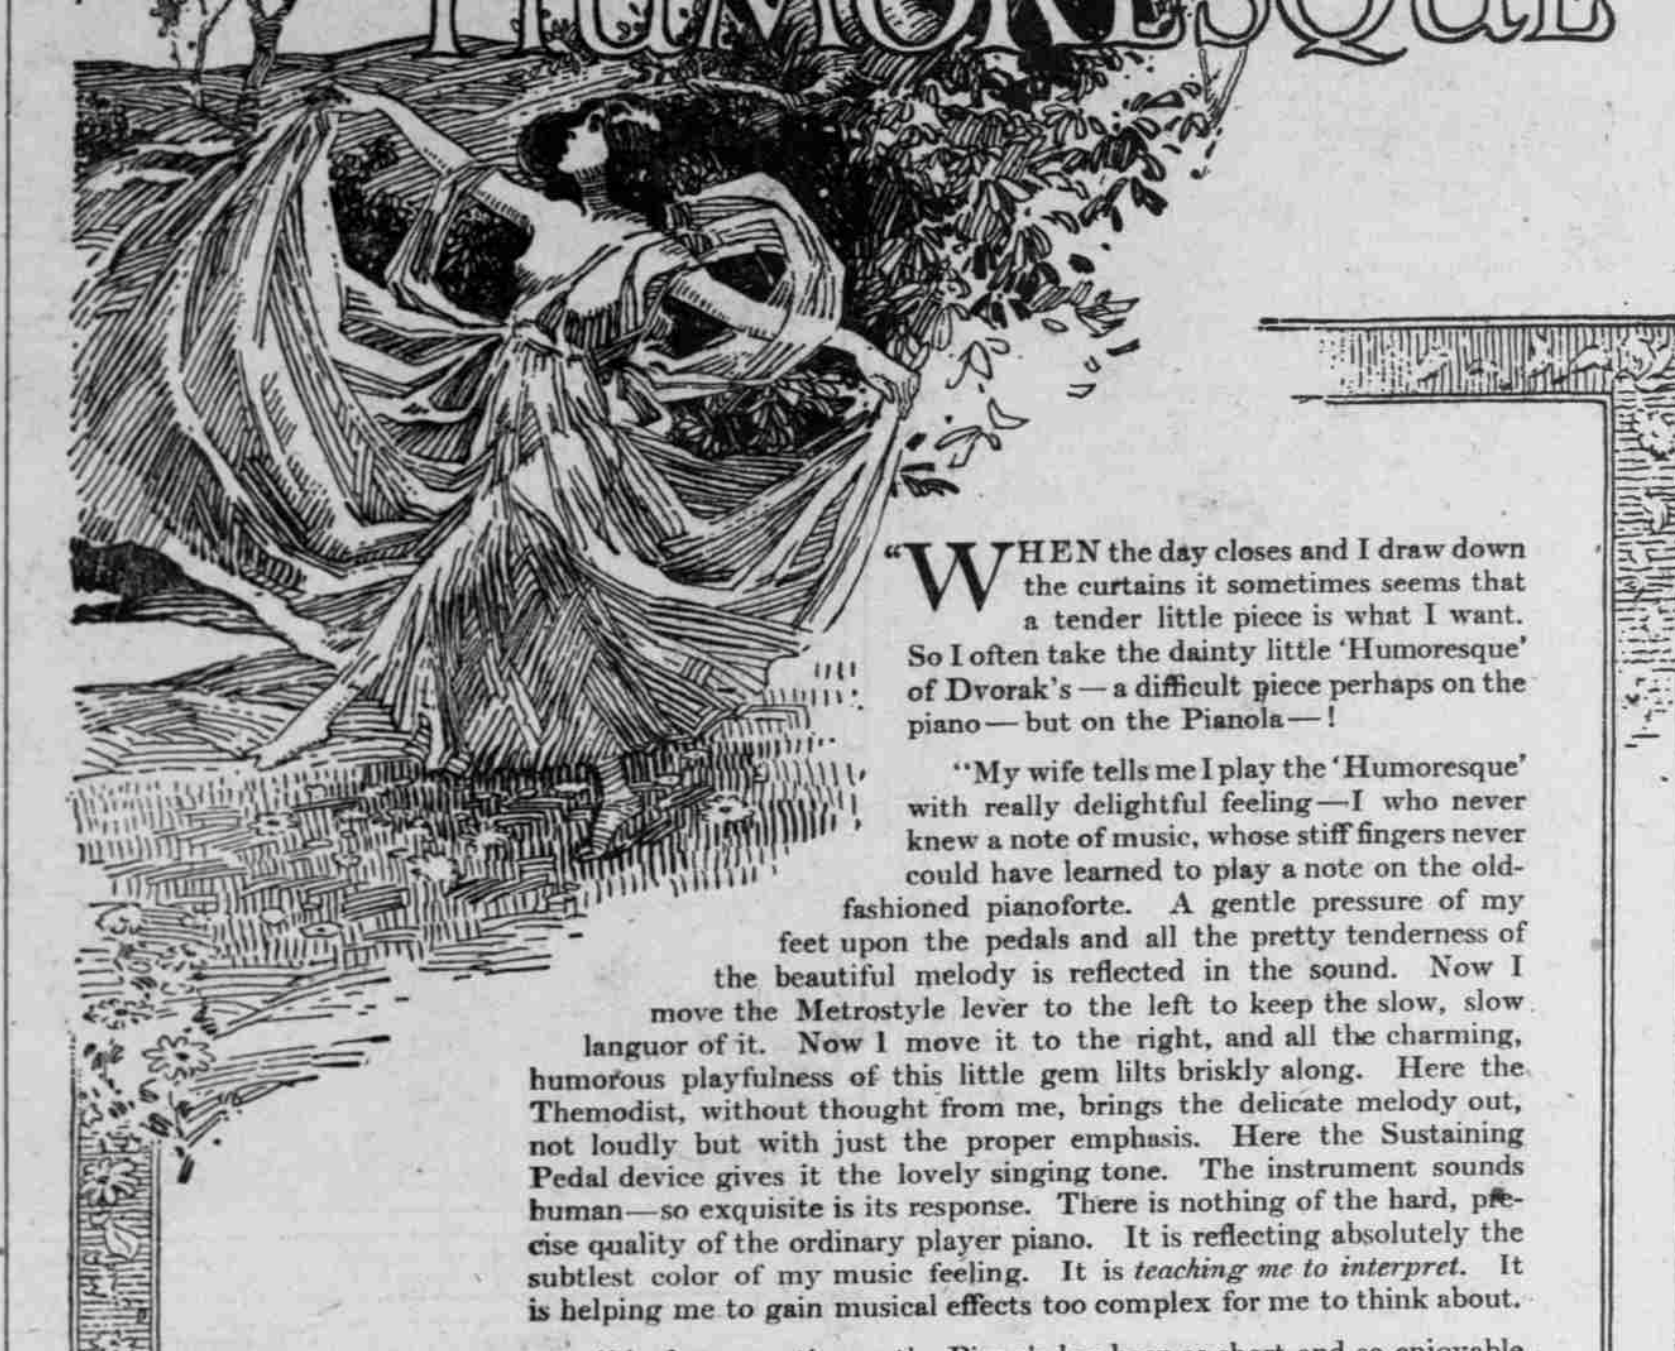 HUMORESQUE
"WHEN the day closes and I draw down
the curtains it sometimes seems that
a tender little piece is what I want.
So I often take the dainty little 'Humoresque'
of Dvorak's — a difficult piece perhaps on the
piano — but on the Pianola — !
"My wife tells me I play the 'Humoresque'
with really delightful feeling—I who never
knew a note of music, whose stiff fingers never
could have learned to play a note on the old-
fashioned pianoforte. A gentle pressure of my
feet upon the pedals and all the pretty tenderness of
the beautiful melody is reflected in the sound. Now I
move the Metrostyle lever to the left to keep the slow, slow
languor of it. Now I move it to the right, and all the charming,
humorous playfulness of this little gem lilts briskly along. Here the
Themodist, without thought from me, brings the delicate melody out,
not loudly but with just the proper emphasis. Here the Sustaining
Pedal device gives it the lovely singing tone. The instrument sounds
human—so exquisite is its response. There is nothing of the hard, pre-
cise quality of the ordinary player piano. It is reflecting absolutely the
subtlest color of my music feeling. It is teaching me to interpret. It
is helping me to gain musical effects too complex for me to think about.
short and so enjoyable